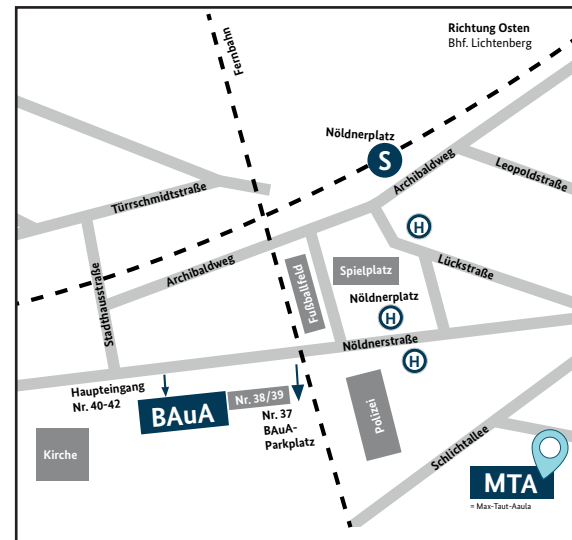 Richtung Osten
Bhf. Lichtenberg
Fernbahn
Nöldnerplatz
S
Archibaldweg
Leopoldstraße
Türrschmidtstraße
H
Stadthausstraße
Archibaldweg
Fußballfeld
Spielplatz
Lückstraße
Nöldnerplatz
H
Nöldnerstraße
H
Haupteingang
Nr. 40-42
BAuA
Nr. 38/39
Nr. 37
BAuA-
Parkplatz
Polizei
Kirche
Schlichtallee
MTA
= Max-Taut-Aaula